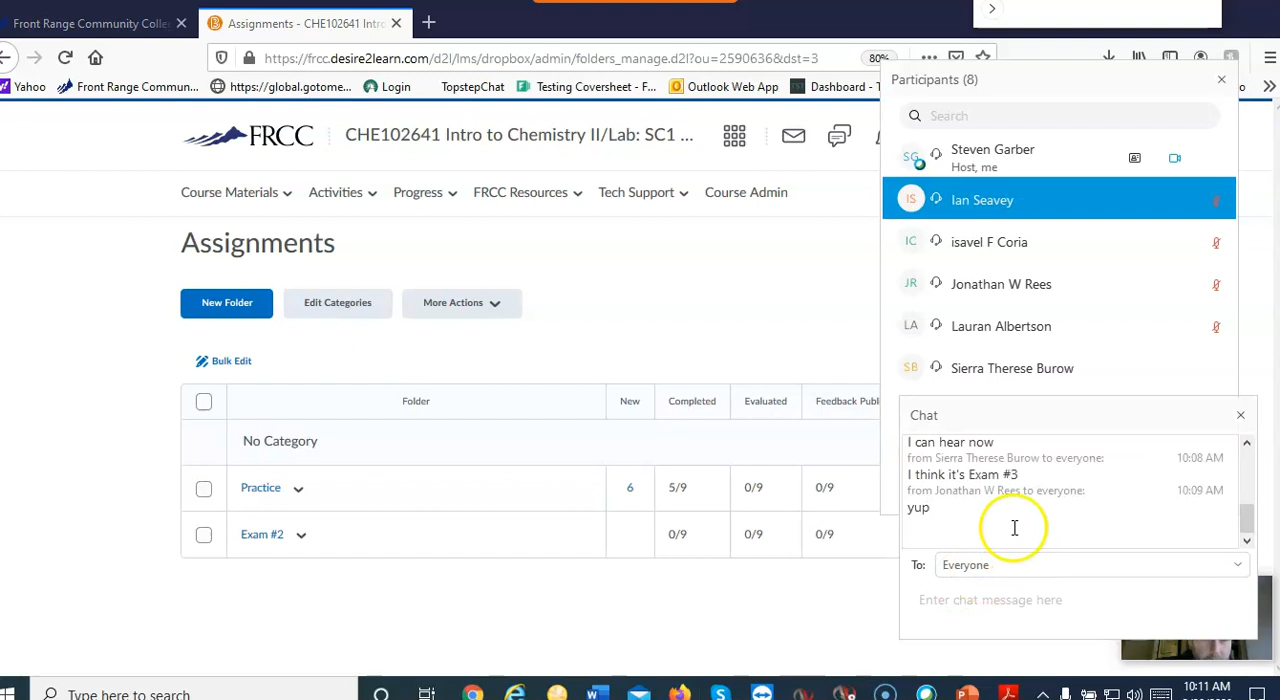 Front Range Community Colle
Assignments - CHE102641 Intro
https://frcc.desire2learn.com/d2l/lms/dropbox/admin/folders_manage.d2l?ou=2590636&dst=3
80%
Yahoo
Front Range Commun...
https://global.gotome...
Login
TopstepChat
Testing Coversheet - F...
Outlook Web App
Dashboard -
FRCC
CHE102641 Intro to Chemistry II/Lab: SC1 ...
Course Materials
Activities
Progress
FRCC Resources
Tech Support
Course Admin
Assignments
New Folder
Edit Categories
More Actions
Bulk Edit
Folder
New
Completed
Evaluated
Feedback Publ
No Category
Practice
6
5/9
0/9
0/9
Exam #2
0/9
0/9
0/9
Participants (8)
Search
SG
Steven Garber
Host, me
IS
Ian Seavey
IC
isavel F Coria
JR
Jonathan W Rees
LA
Lauran Albertson
SB
Sierra Therese Burow
Chat
I can hear now
from Sierra Therese Burow to everyone:
10:08 AM
I think it's Exam #3
from Jonathan W Rees to everyone:
10:09 AM
yup
To:
Everyone
Enter chat message here
Type here to search
10:11 AM